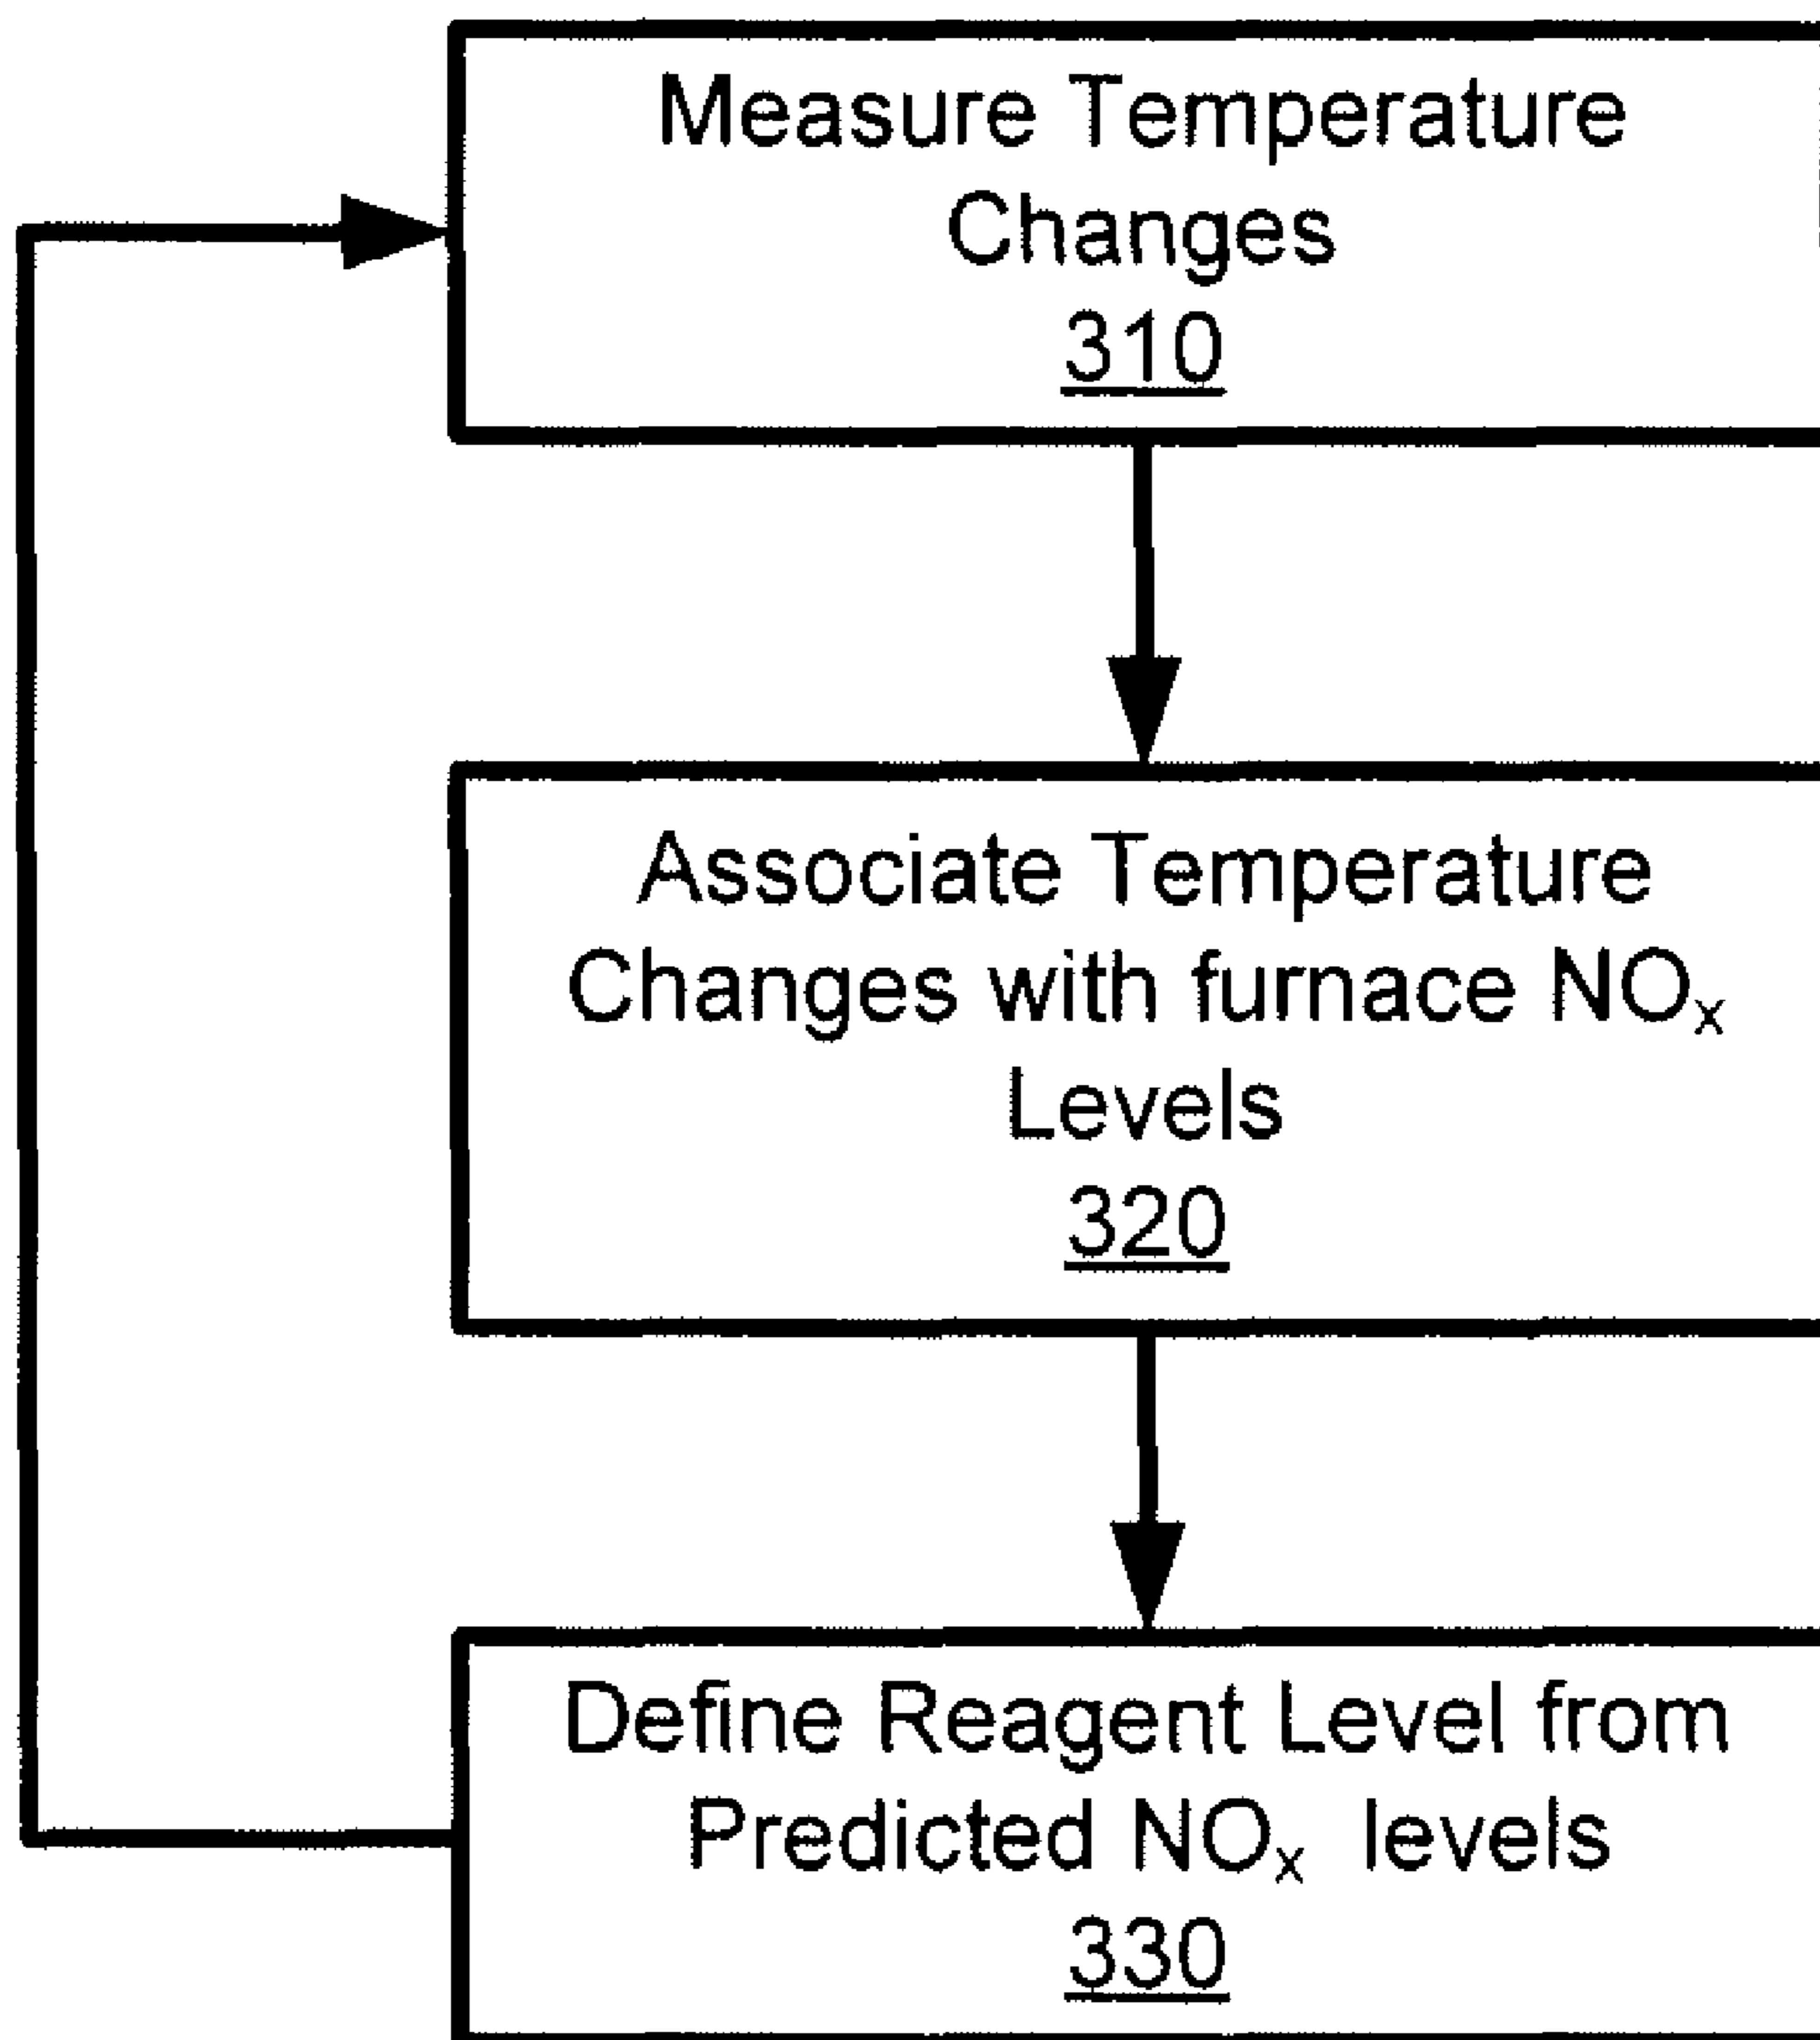 Measure Temperature
Changes
310
Associate Temperature
Changes with furnace NOₓ
Levels
320
Define Reagent Level from
Predicted NOₓ levels
330